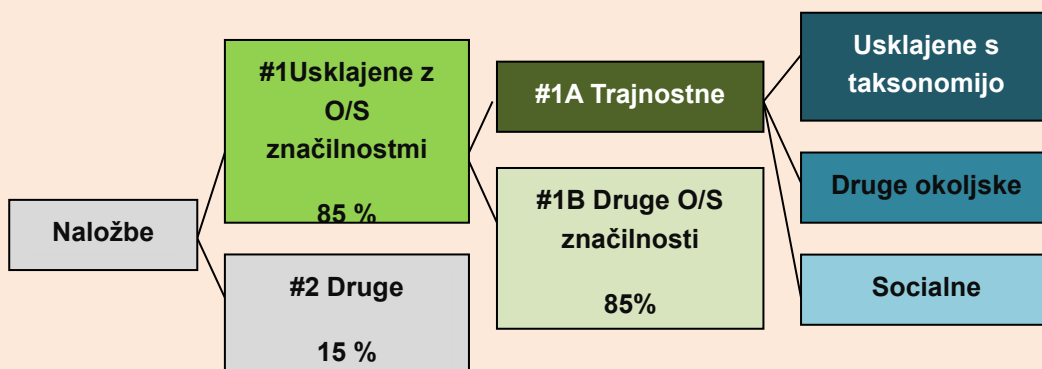 Naložbe
#1Usklajene z
O/S
značilnostmi
85 %
#2 Druge
15 %
#1A Trajnostne
#1B Druge O/S
značilnosti
85%
Usklajene s
taksonomijo
Druge okoljske
Socialne